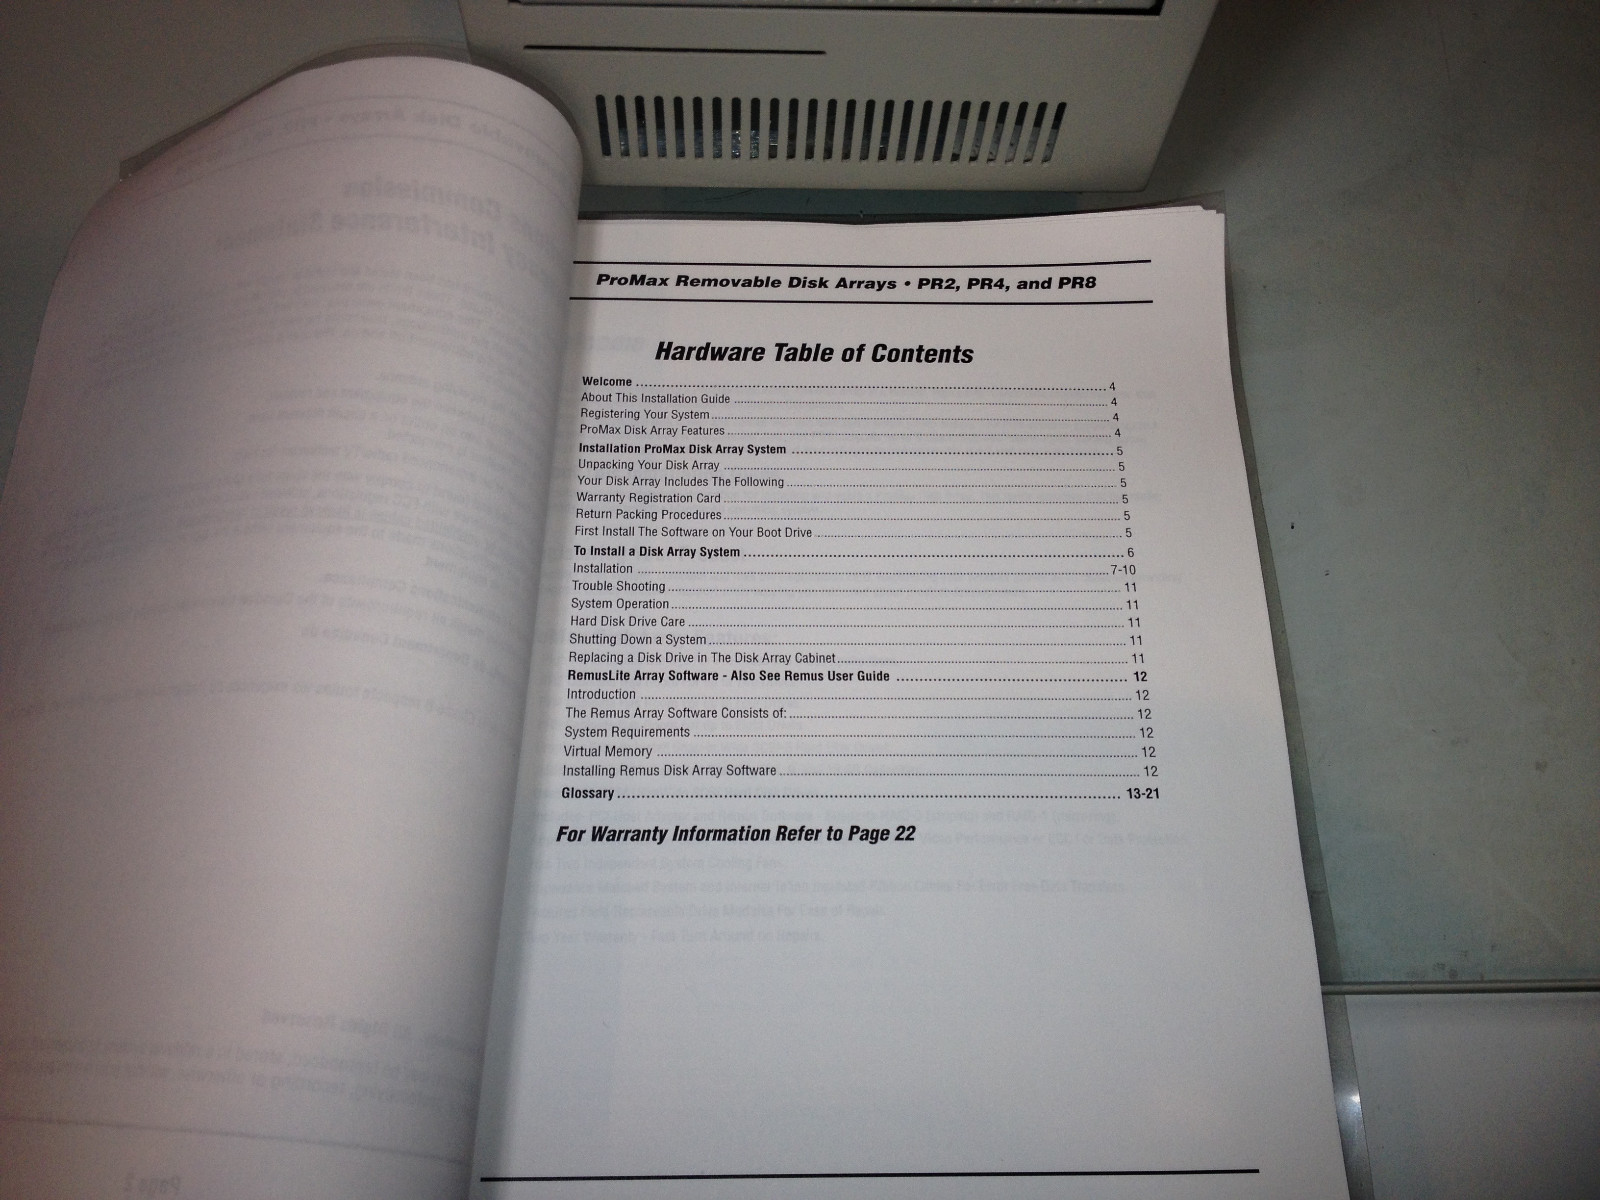 ProMax Removable Disk Arrays • PR2, PR4, and PR8
Hardware Table of Contents
Welcome ........................................ 4
About This Installation Guide ........................................ 4
Registering Your System ........................................ 4
ProMax Disk Array Features ........................................ 4
Installation ProMax Disk Array System ........................................ 5
Unpacking Your Disk Array ........................................ 5
Your Disk Array Includes The Following ........................................ 5
Warranty Registration Card ........................................ 5
Return Packing Procedures ........................................ 5
First Install The Software on Your Boot Drive ........................................ 5
To Install a Disk Array System ........................................ 6
Installation ........................................ 7-10
Trouble Shooting ........................................ 11
System Operation ........................................ 11
Hard Disk Drive Care ........................................ 11
Shutting Down a System ........................................ 11
Replacing a Disk Drive in The Disk Array Cabinet ........................................ 11
RemusLite Array Software - Also See Remus User Guide ........................................ 12
Introduction ........................................ 12
The Remus Array Software Consists of: ........................................ 12
System Requirements ........................................ 12
Virtual Memory ........................................ 12
Installing Remus Disk Array Software ........................................ 12
Glossary ........................................ 13-21
For Warranty Information Refer to Page 22